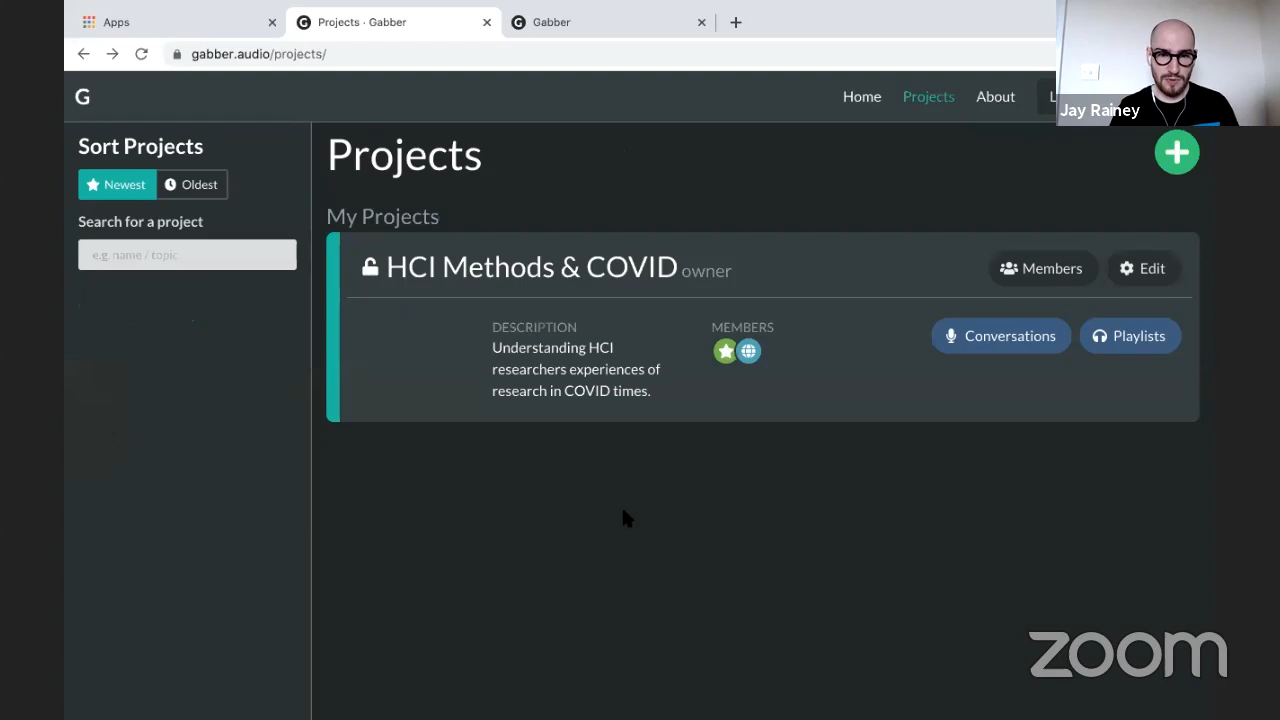 Apps
Projects · Gabber
Gabber
gabber.audio/projects/
G
Home
Projects
About
L
Jay Rainey
Sort Projects
Newest
Oldest
Search for a project
e.g. name / topic
Projects
My Projects
HCI Methods & COVID owner
Members
Edit
DESCRIPTION
Understanding HCI
researchers experiences of
research in COVID times.
MEMBERS
Conversations
Playlists
zoom